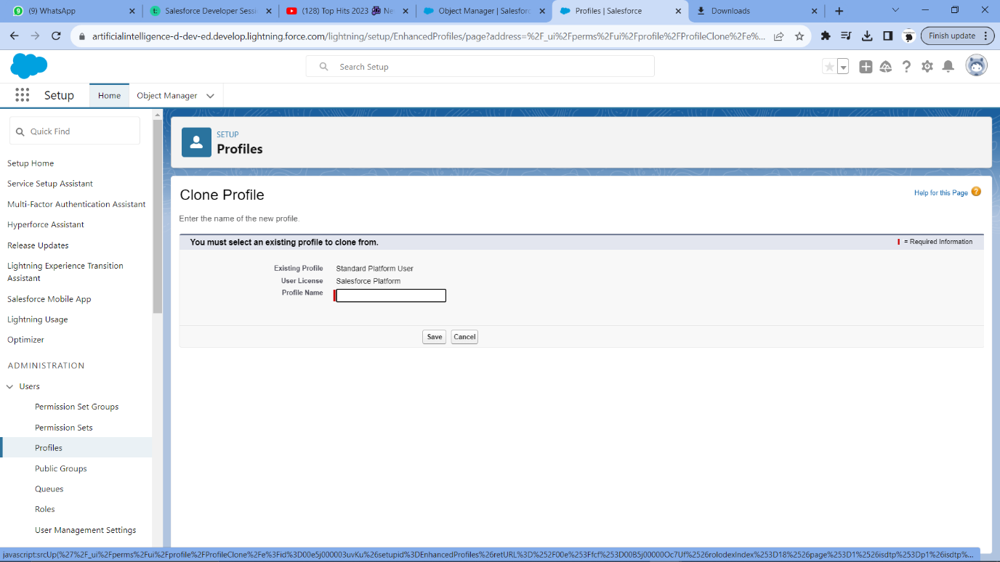 (9) WhatsApp
Salesforce Developer Sessi
(128) Top Hits 2023
Object Manager | Salesforc
Profiles | Salesforce
Downloads
artificialintelligence-d-dev-ed.develop.lightning.force.com/lightning/setup/EnhancedProfiles/page?address=%2F_ui%2Fperms%2Fui%2Fprofile%2FProfileClone%2Fe%...
Finish update
Search Setup
Setup
Home
Object Manager
Quick Find
Setup Home
Service Setup Assistant
Multi-Factor Authentication Assistant
Hyperforce Assistant
Release Updates
Lightning Experience Transition
Assistant
Salesforce Mobile App
Lightning Usage
Optimizer
ADMINISTRATION
Users
Permission Set Groups
Permission Sets
Profiles
Public Groups
Queues
Roles
User Management Settings
SETUP
Profiles
Clone Profile
Help for this Page
Enter the name of the new profile.
You must select an existing profile to clone from.
= Required Information
Existing Profile Standard Platform User
User License Salesforce Platform
Profile Name
Save Cancel
javascript:srcUp(%27%2F_ui%2Fperms%2Fui%2Fprofile%2FProfileClone%2Fe%3Fid%3D00e5j000003uvKu%26setupid%3DEnhancedProfiles%26retURL%3D%252F00e%253Ffcf%253D00B5j00000Oc7Uf%2526rolodexIndex%253D18%2526page%253D1%2526isdtp%253Dp1%26isdtp%3...